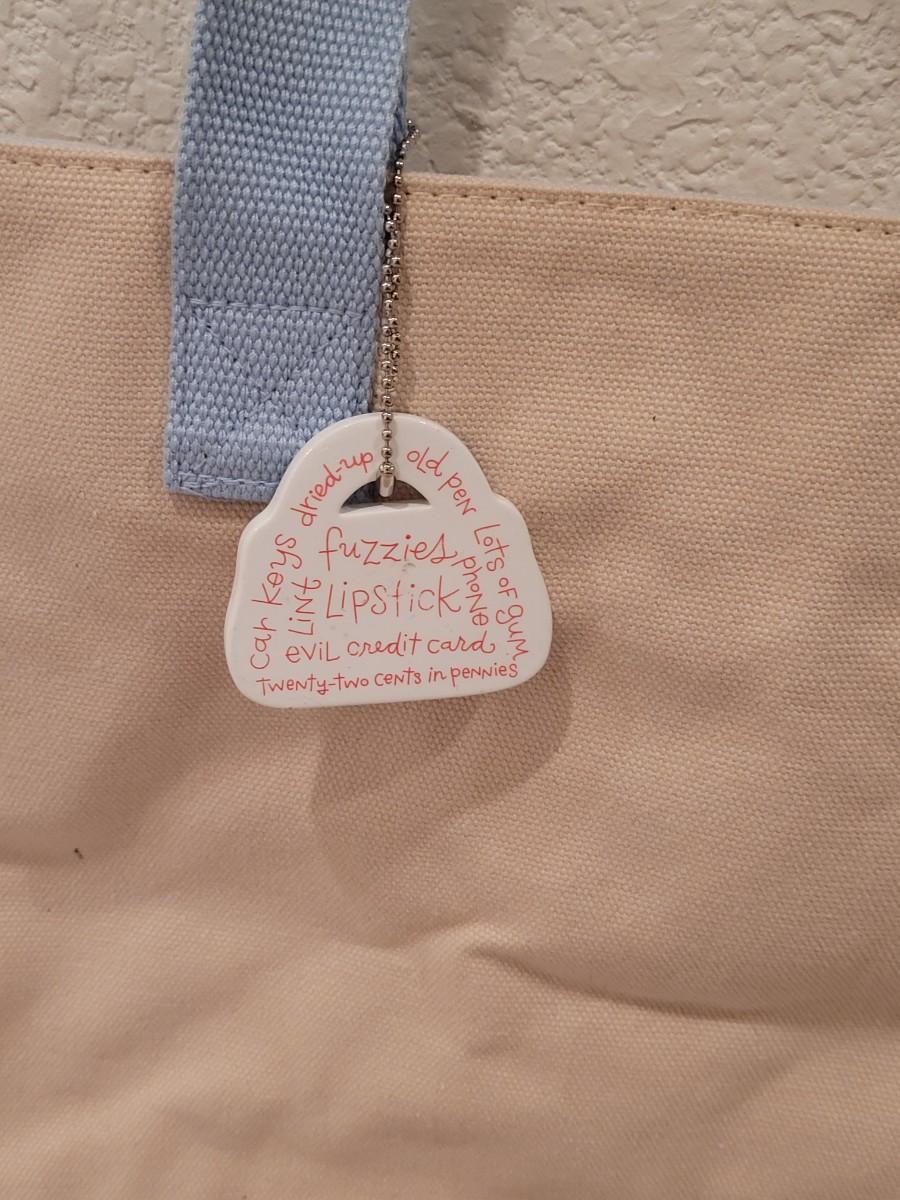 dried-up old pen
car keys
fuzzies
Lots of gum
Lint
Lipstick
phone
eviL credit card
Twenty-two cents in pennies